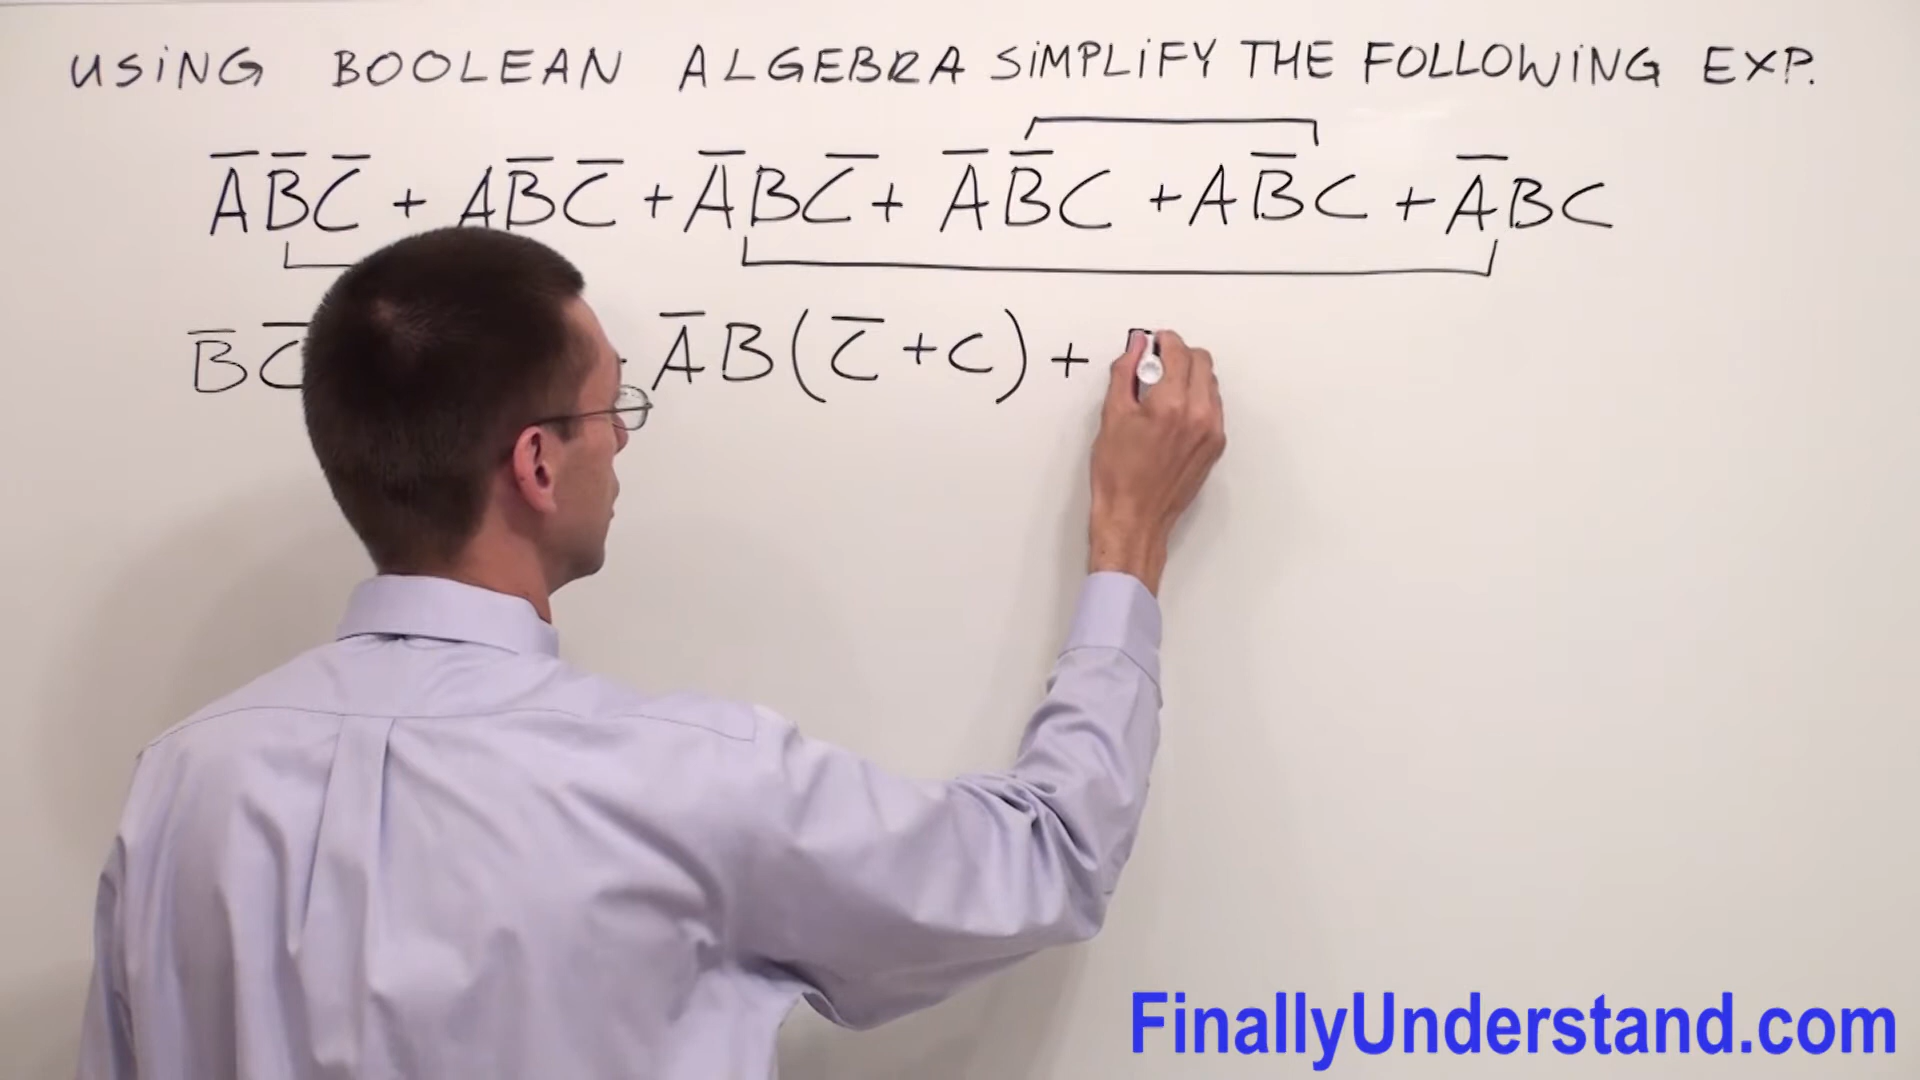 USING BOOLEAN ALGEBRA SIMPLIFY THE FOLLOWING EXP.
A̅B̅C̅ + AB̅C̅ + A̅BC̅ + A̅B̅C + AB̅C + A̅BC
B̅C̅ A̅B(C̅+C) +
FinallyUnderstand.com